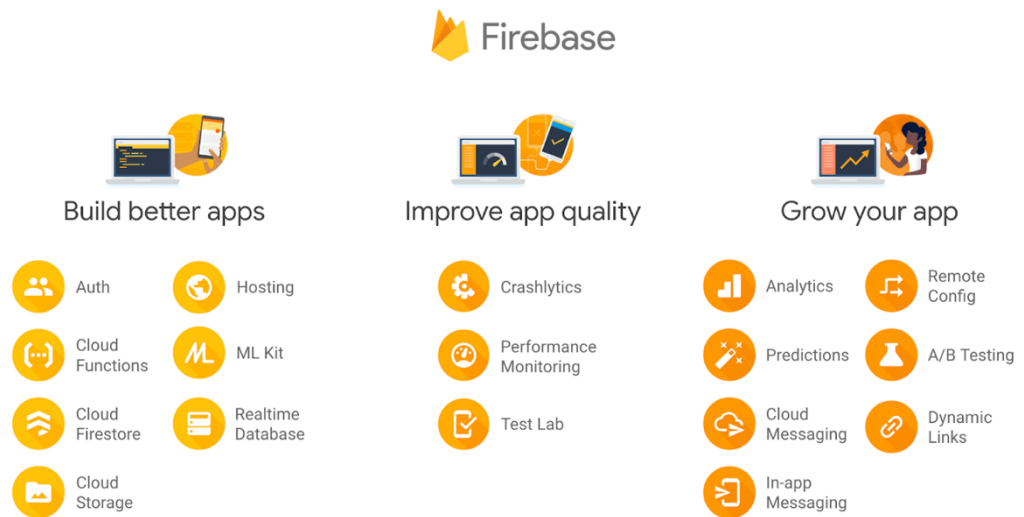 Firebase
Build better apps
Auth
Hosting
Cloud
Functions
ML Kit
Cloud
Firestore
Realtime
Database
Cloud
Storage
Improve app quality
Crashlytics
Performance
Monitoring
Test Lab
Grow your app
Analytics
Remote
Config
Predictions
A/B Testing
Cloud
Messaging
Dynamic
Links
In-app
Messaging